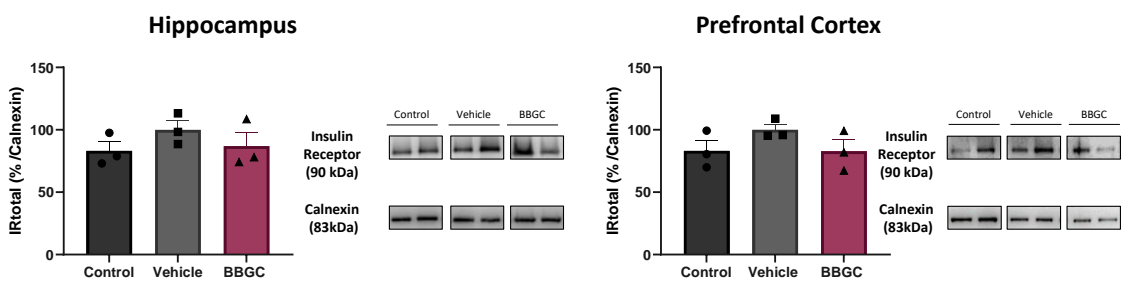 Hippocampus
IRtotal (% /Calnexin)
150
100
50
0
Control
Vehicle
BBGC
Control
Vehicle
BBGC
Insulin
Receptor
(90 kDa)
Calnexin
(83kDa)
Prefrontal Cortex
IRtotal (% /Calnexin)
150
100
50
0
Control
Vehicle
BBGC
Control
Vehicle
BBGC
Insulin
Receptor
(90 kDa)
Calnexin
(83kDa)